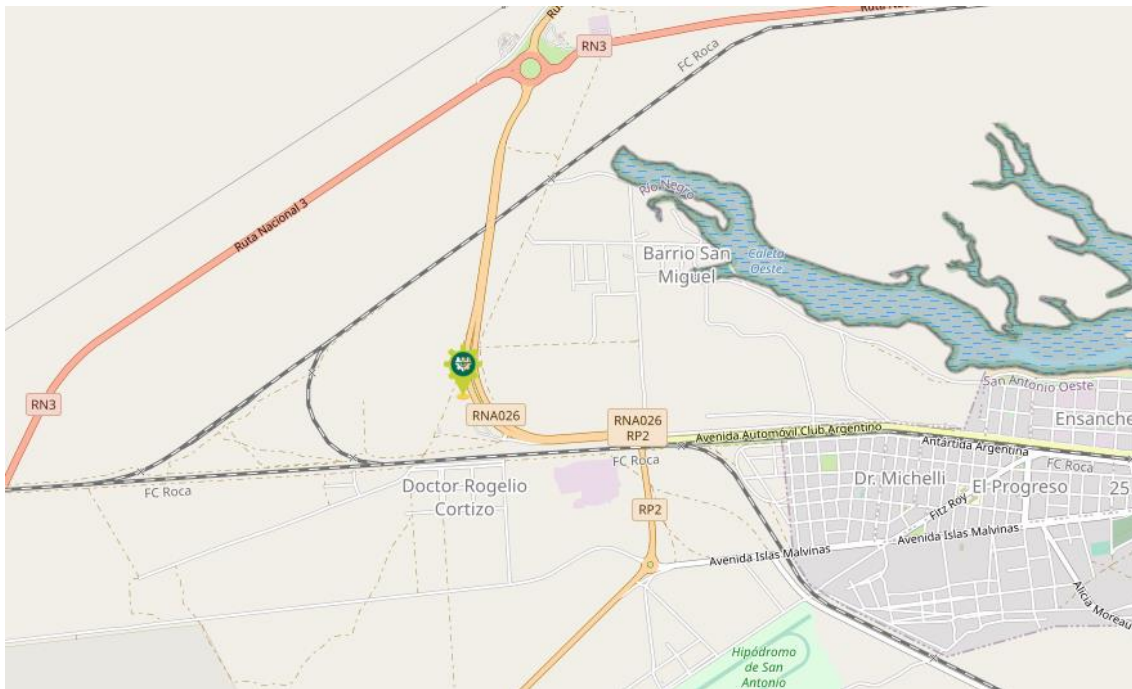 Ru
Ruta Na
RN3
FC Roca
Río Negro
Ruta Nacional 3
Barrio San
Miguel
Caleta
Oeste
RN3
RNA026
RNA026
RP2
San Antonio Oeste
Ensanche
Avenida Automóvil Club Argentino
Antártida Argentina
FC Roca
FC Roca
FC Roca
Doctor Rogelio
Cortizo
Dr. Michelli
El Progreso
25
Fitz Roy
RP2
Avenida Islas Malvinas
Avenida Islas Malvinas
Alicia Moreau
Hipódromo
de San
Antonio